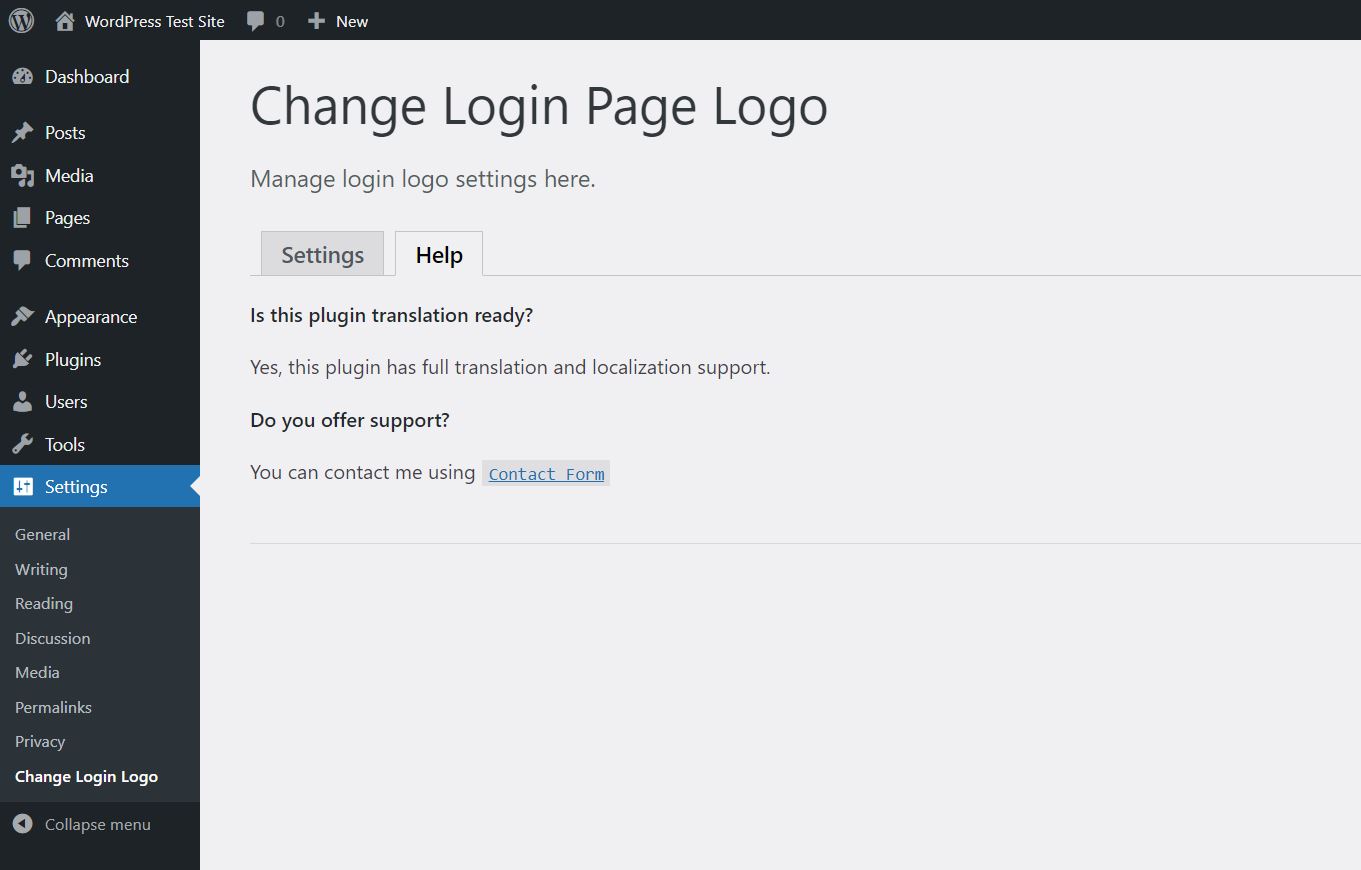 WordPress Test Site 0 New
Dashboard
Posts
Media
Pages
Comments
Appearance
Plugins
Users
Tools
Settings
General
Writing
Reading
Discussion
Media
Permalinks
Privacy
Change Login Logo
Collapse menu
Change Login Page Logo
Manage login logo settings here.
Settings Help
Is this plugin translation ready?
Yes, this plugin has full translation and localization support.
Do you offer support?
You can contact me using Contact Form